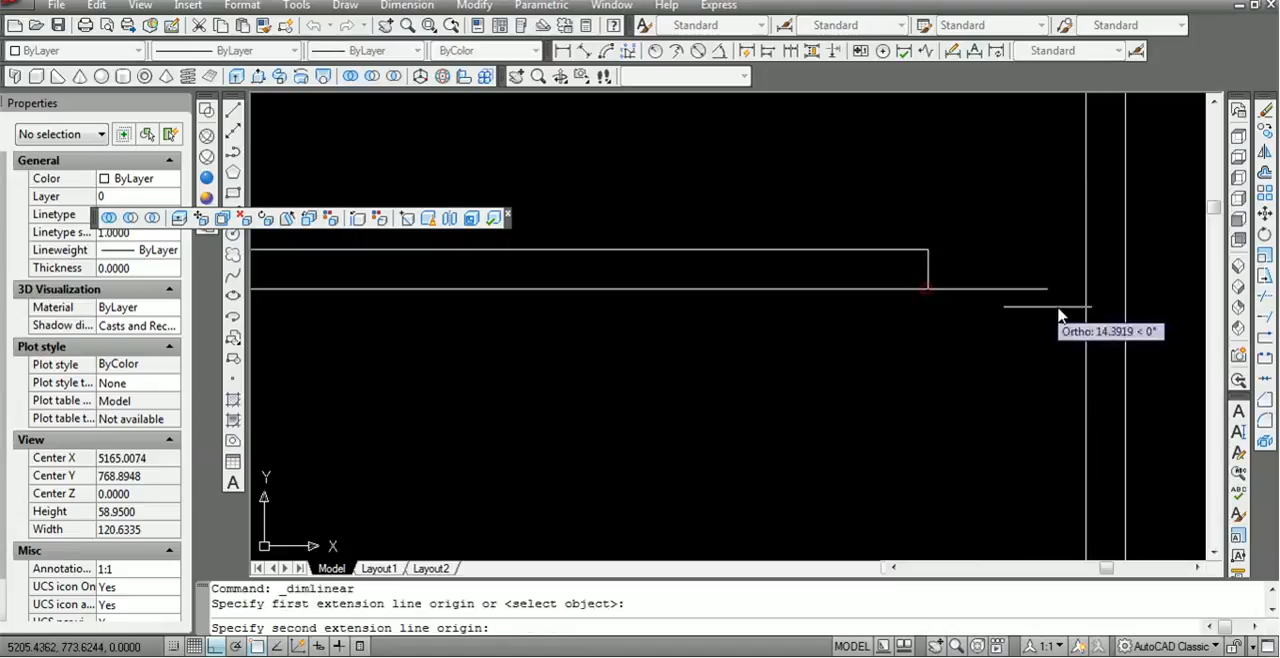 File Edit View Insert Format Tools Draw Dimension Modify Parametric Window Help Express
Standard Standard Standard Standard
ByLayer ByLayer ByLayer ByColor Standard
Properties
No selection
General
Color ByLayer
Layer 0
Linetype
Linetype s... 1.0000
Lineweight ByLayer
Thickness 0.0000
3D Visualization
Material ByLayer
Shadow di... Casts and Rec...
Plot style
Plot style ByColor
Plot style t... None
Plot table ... Model
Plot table t... Not available
View
Center X 5165.0074
Center Y 768.8948
Center Z 0.0000
Height 58.9500
Width 120.6335
Misc
Annotatio... 1:1
UCS icon On Yes
UCS icon a... Yes
Ortho: 14.3919 < 0°
Y
X
Model Layout1 Layout2
Command: _dimlinear
Specify first extension line origin or <select object>:
Specify second extension line origin:
5205.4362, 773.6244, 0.0000 MODEL 1:1 AutoCAD Classic